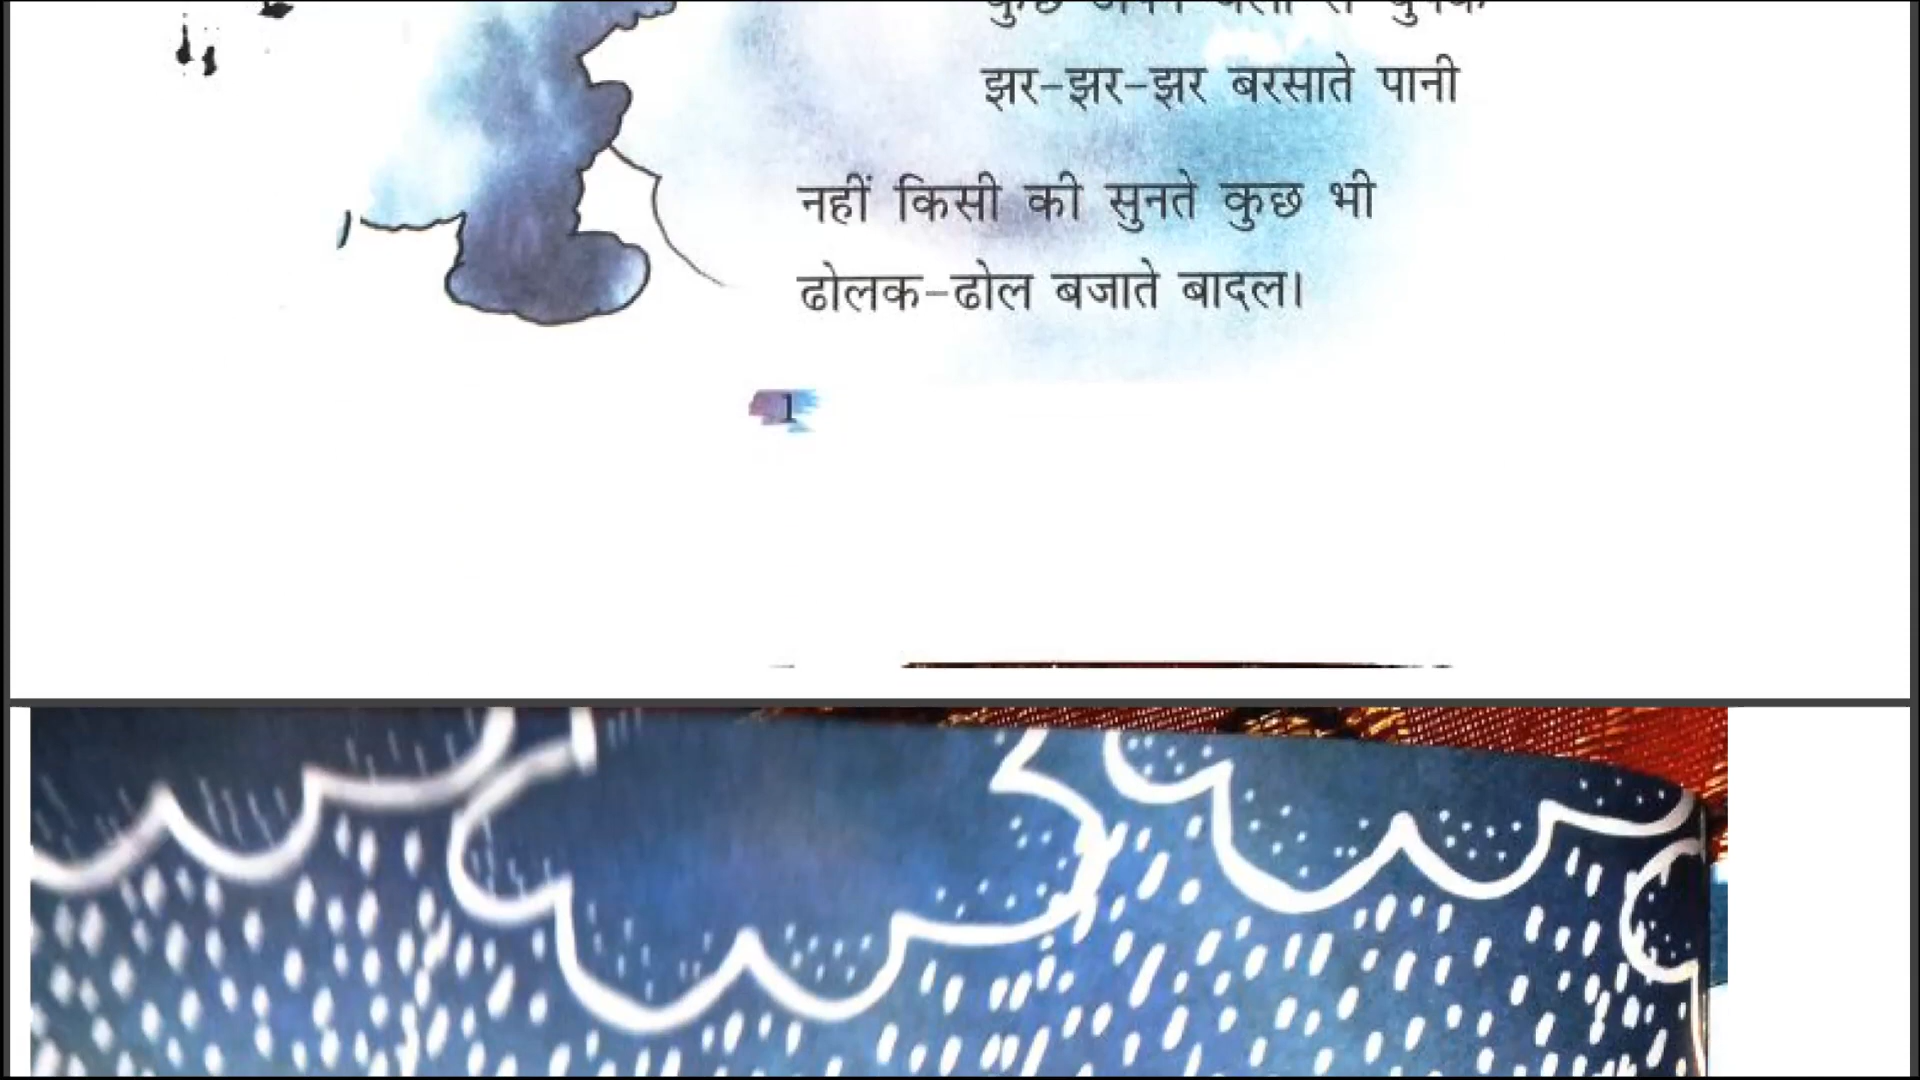 झर-झर-झर बरसाते पानी
नहीं किसी की सुनते कुछ भी
ढोलक-ढोल बजाते बादल।
1